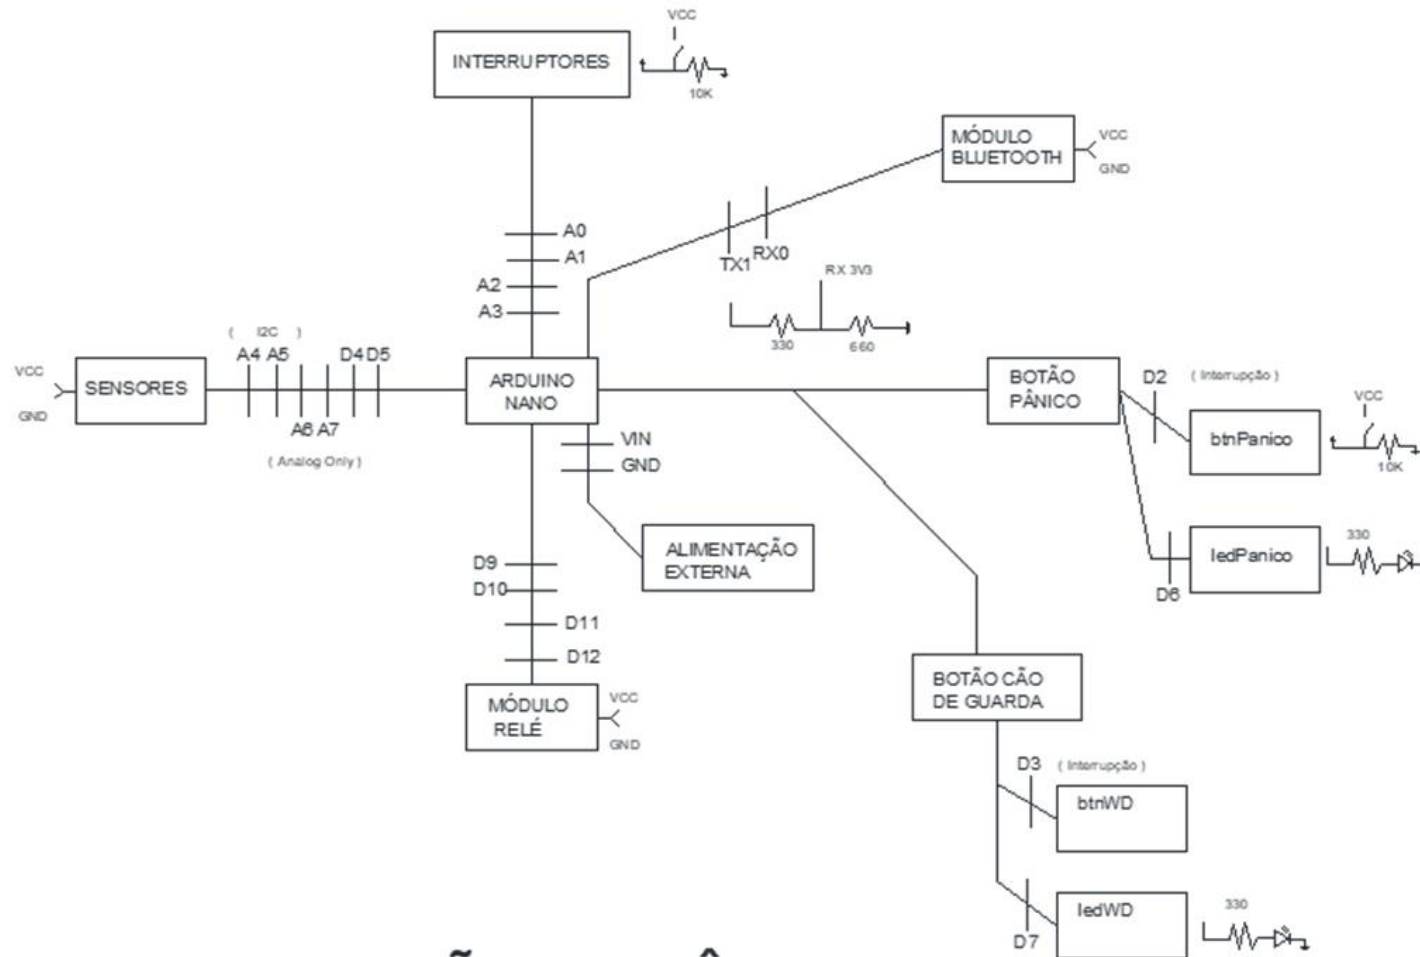 VCC
INTERRUPTORES
10K
MÓDULO
BLUETOOTH
VCC
GND
A0
A1
A2
A3
TX1
RX0
RX 3V3
330
660
( I2C )
A4 A5
D4 D5
A6 A7
( Analog Only )
VCC
GND
SENSORES
ARDUINO
NANO
VIN
GND
ALIMENTAÇÃO
EXTERNA
BOTÃO
PÂNICO
D2
( Interrupção )
btnPanico
VCC
10K
ledPanico
330
D6
D9
D10
D11
D12
MÓDULO
RELÉ
VCC
GND
BOTÃO CÃO
DE GUARDA
D3
( Interrupção )
btnWD
ledWD
330
D7